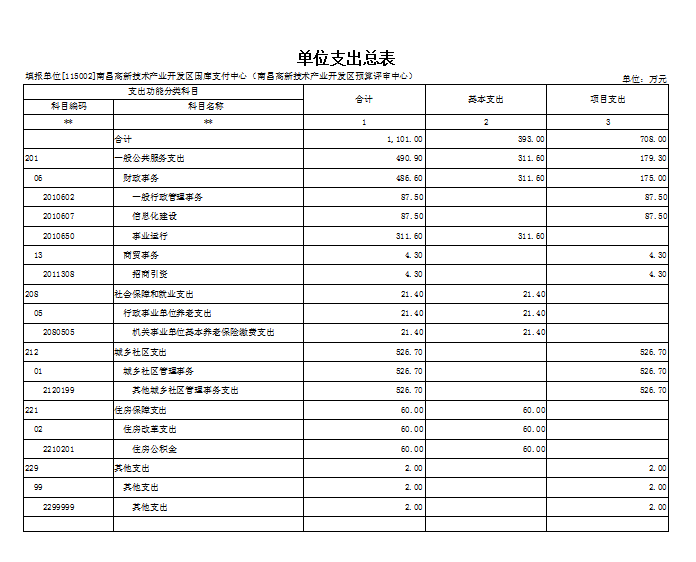 单位支出总表
填报单位[115002]南昌高新技术产业开发区国库支付中心（南昌高新技术产业开发区预算评审中心） 单位：万元
支出功能分类科目 合计 基本支出 项目支出
科目编码 科目名称
** ** 1 2 3
合计 1,101.00 393.00 708.00
201 一般公共服务支出 490.90 311.60 179.30
06 财政事务 486.60 311.60 175.00
2010602 一般行政管理事务 87.50 87.50
2010607 信息化建设 87.50 87.50
2010650 事业运行 311.60 311.60
13 商贸事务 4.30 4.30
2011308 招商引资 4.30 4.30
208 社会保障和就业支出 21.40 21.40
05 行政事业单位养老支出 21.40 21.40
2080505 机关事业单位基本养老保险缴费支出 21.40 21.40
212 城乡社区支出 526.70 526.70
01 城乡社区管理事务 526.70 526.70
2120199 其他城乡社区管理事务支出 526.70 526.70
221 住房保障支出 60.00 60.00
02 住房改革支出 60.00 60.00
2210201 住房公积金 60.00 60.00
229 其他支出 2.00 2.00
99 其他支出 2.00 2.00
2299999 其他支出 2.00 2.00